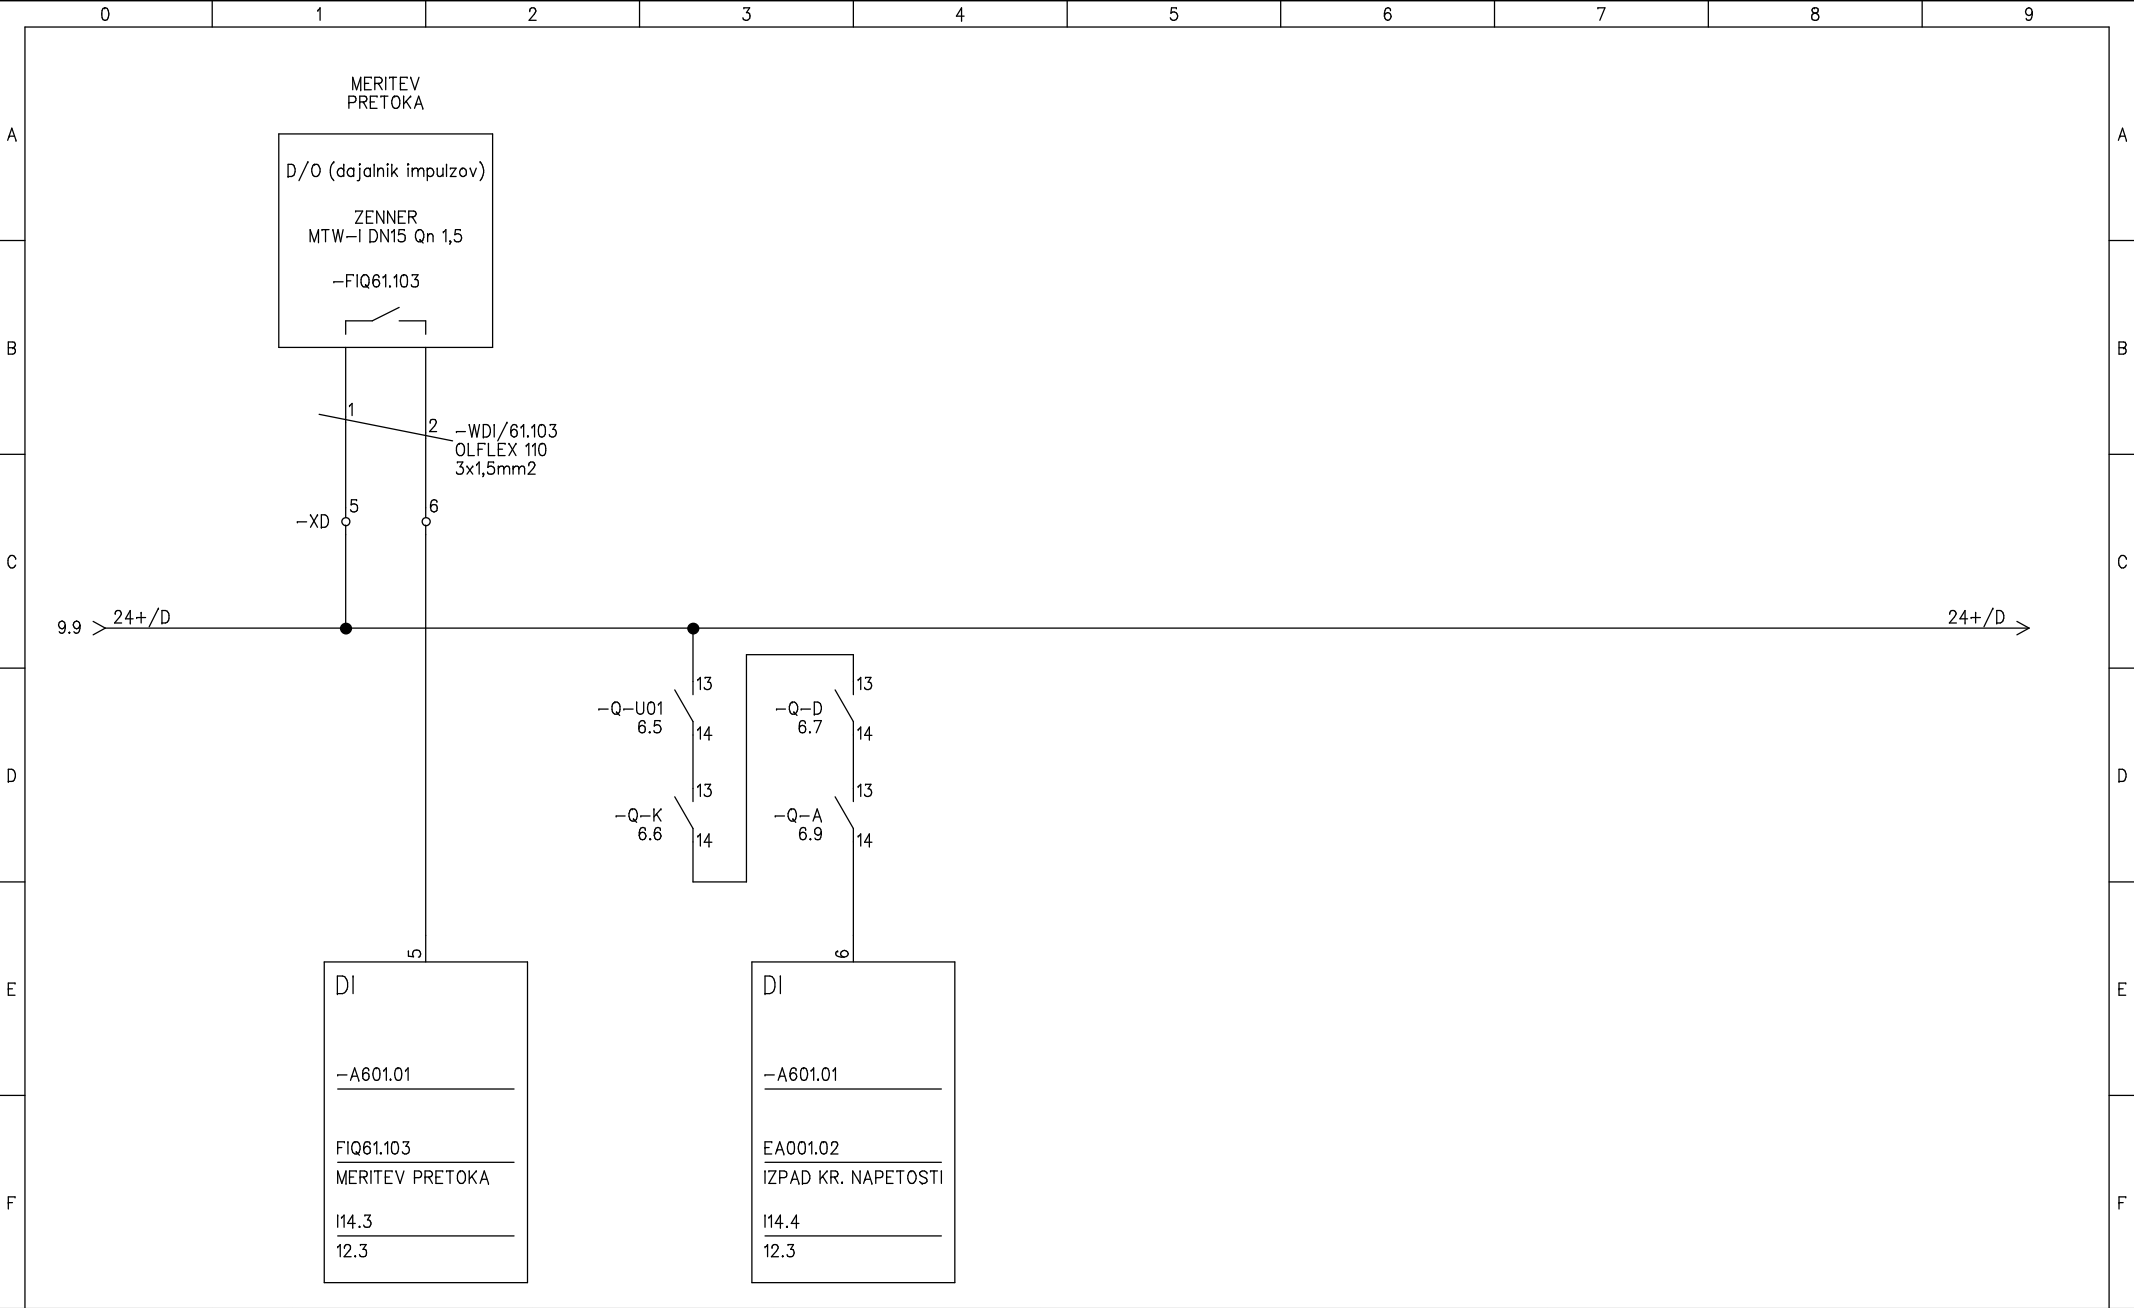 0 1 2 3 4 5 6 7 8 9
MERITEV
PRETOKA
A A
D/O (dajalnik impulzov)
ZENNER
MTW-I DN15 Qn 1,5
-FIQ61.103
B B
1
2
-WDI/61.103
OLFLEX 110
3x1,5mm2
5 6
-XD
C C
9.9 24+/D 24+/D
13 13
-Q-U01 -Q-D
6.5 6.7
14 14
D D
13 13
-Q-K -Q-A
6.6 6.9
14 14
5 6
DI DI
E E
-A601.01 -A601.01
FIQ61.103 EA001.02
MERITEV PRETOKA IZPAD KR. NAPETOSTI
F F
I14.3 I14.4
12.3 12.3